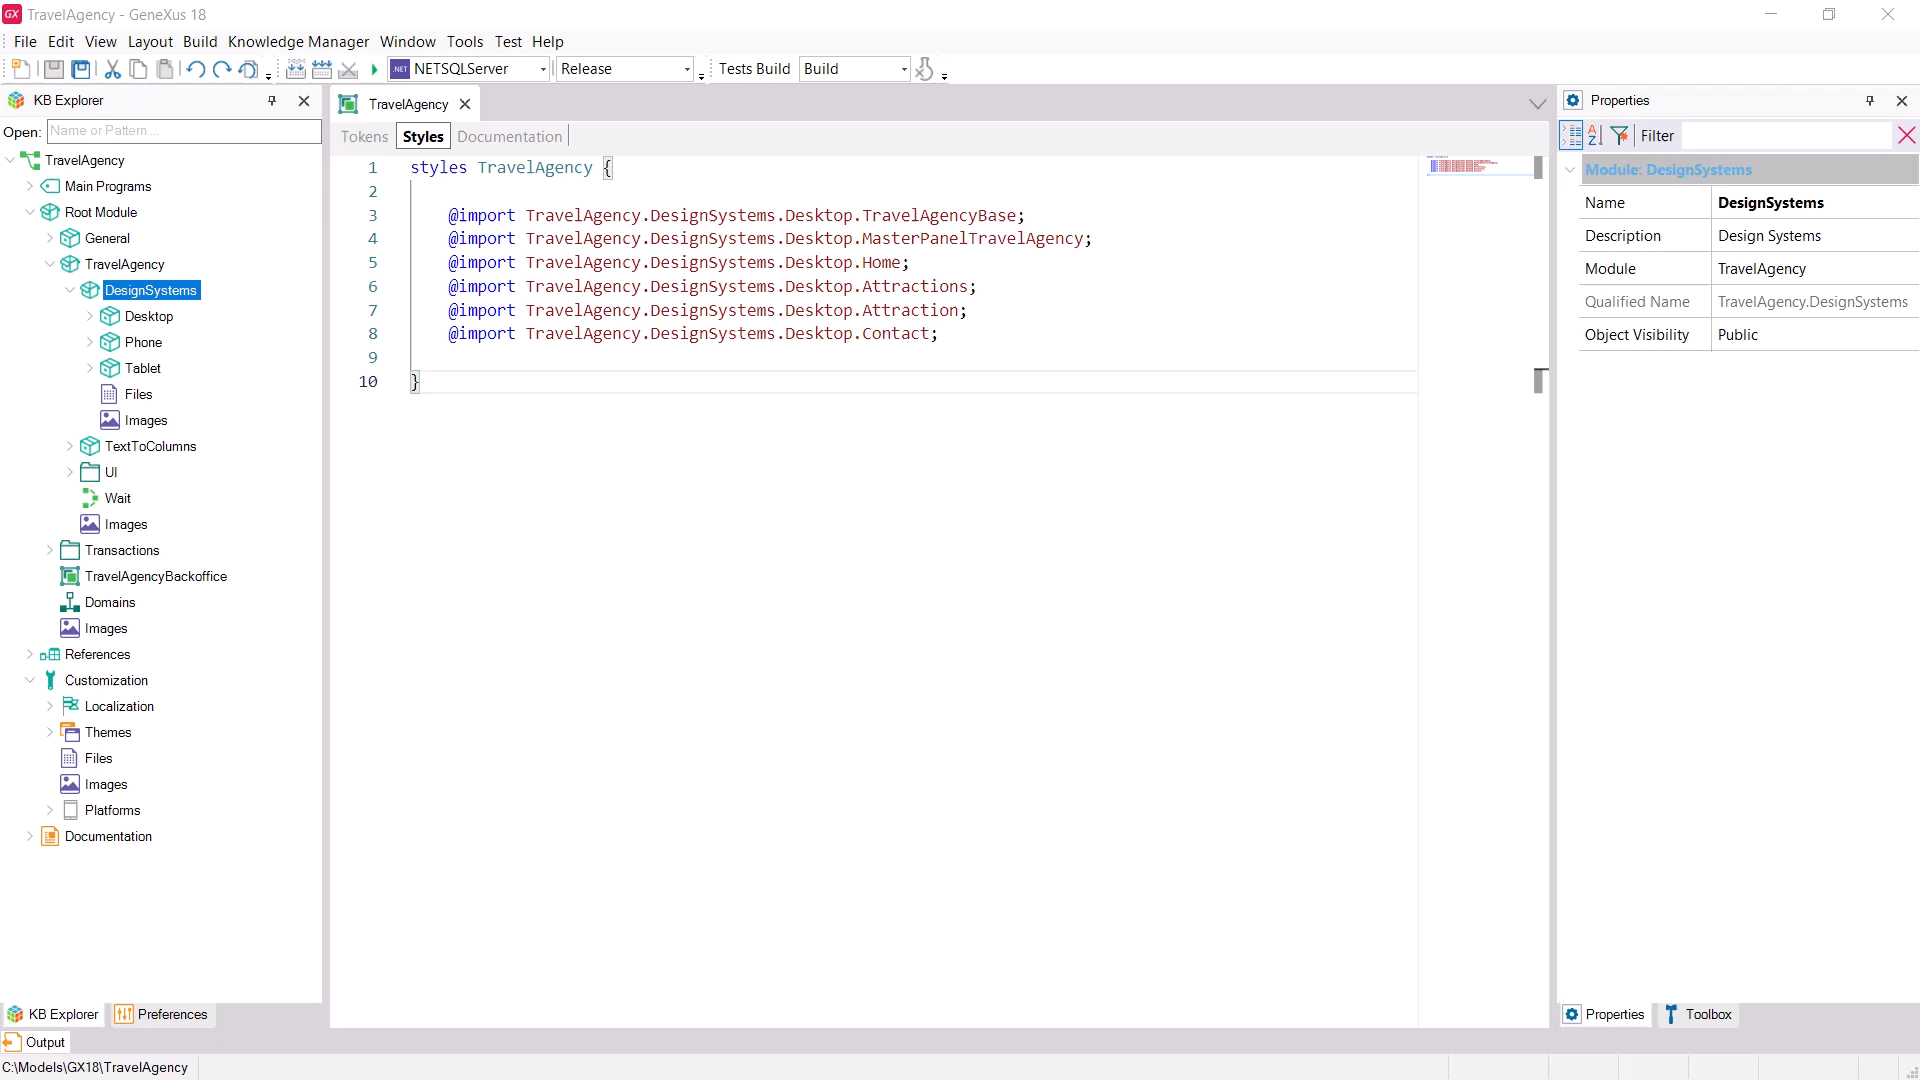 TravelAgency - GeneXus 18
File Edit View Layout Build Knowledge Manager Window Tools Test Help
NETSQLServer Release Tests Build Build
KB Explorer
Open: Name or Pattern ...
TravelAgency
Main Programs
Root Module
General
TravelAgency
DesignSystems
Desktop
Phone
Tablet
Files
Images
TextToColumns
UI
Wait
Images
Transactions
TravelAgencyBackoffice
Domains
Images
References
Customization
Localization
Themes
Files
Images
Platforms
Documentation
KB Explorer Preferences
Output
C:\Models\GX18\TravelAgency
TravelAgency
Tokens Styles Documentation
1 styles TravelAgency {
2
3 @import TravelAgency.DesignSystems.Desktop.TravelAgencyBase;
4 @import TravelAgency.DesignSystems.Desktop.MasterPanelTravelAgency;
5 @import TravelAgency.DesignSystems.Desktop.Home;
6 @import TravelAgency.DesignSystems.Desktop.Attractions;
7 @import TravelAgency.DesignSystems.Desktop.Attraction;
8 @import TravelAgency.DesignSystems.Desktop.Contact;
9
10 }
Properties
Filter
Module: DesignSystems
Name DesignSystems
Description Design Systems
Module TravelAgency
Qualified Name TravelAgency.DesignSystems
Object Visibility Public
Properties Toolbox